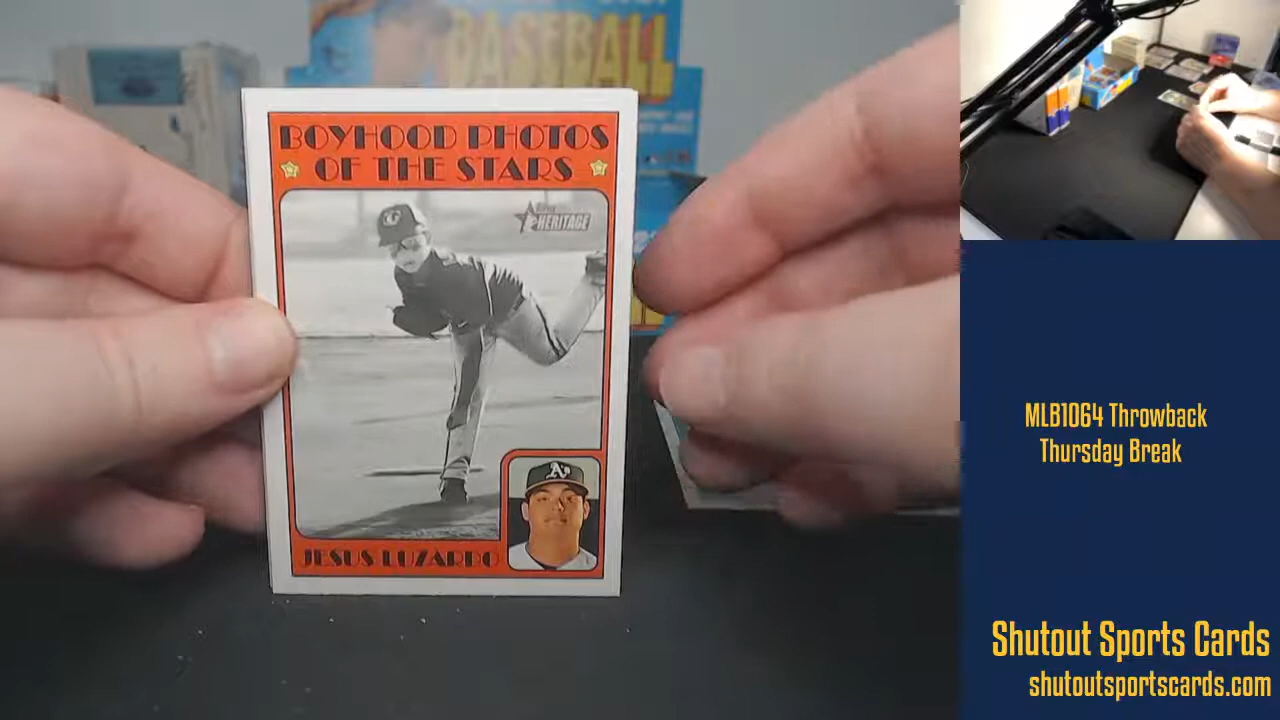 BASEBALL
BOYHOOD PHOTOS
OF THE STARS
Topps
HERITAGE
G
A's
JESUS LUZARDO
MLB1064 Throwback
Thursday Break
Shutout Sports Cards
shutoutsportscards.com